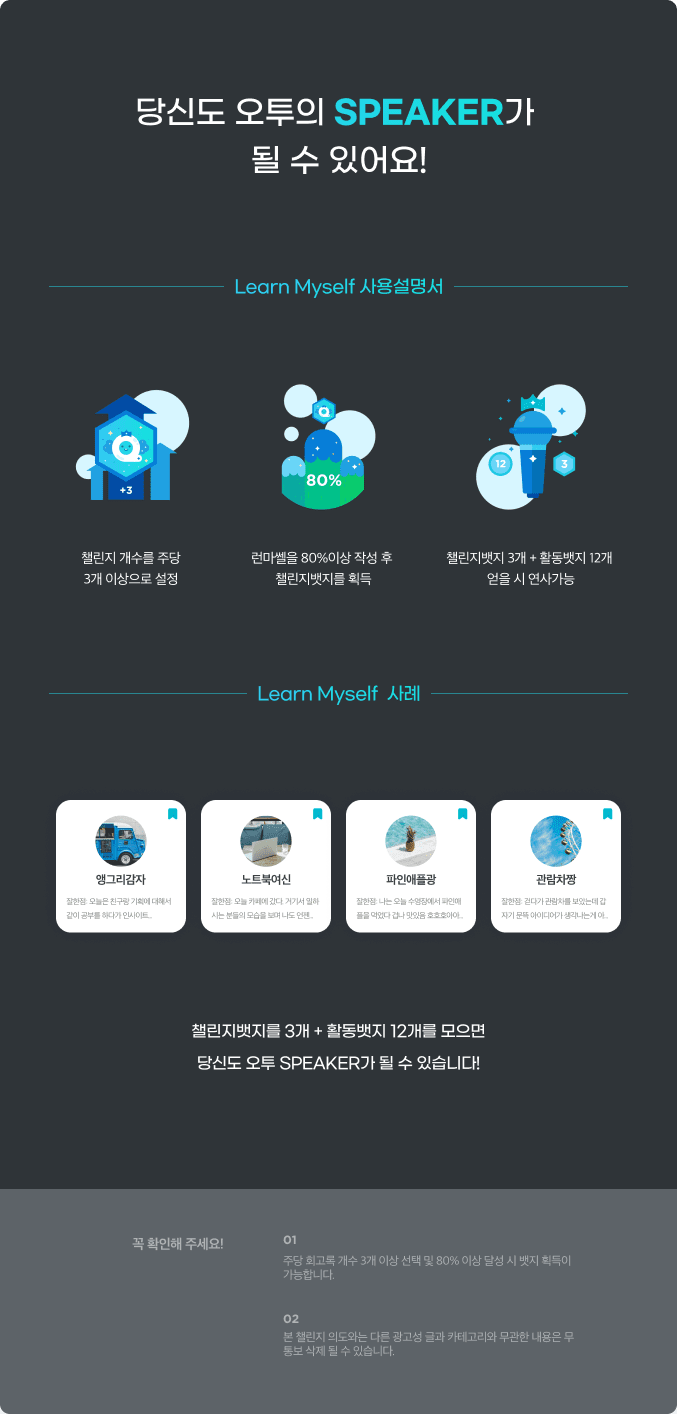 당신도 오투의 SPEAKER가
될 수 있어요!
Learn Myself 사용설명서
+3
80%
12
3
챌린지 개수를 주당
3개 이상으로 설정
런마쎌을 80%이상 작성 후
챌린지뱃지를 획득
챌린지뱃지 3개 + 활동뱃지 12개
얻을 시 연사가능
Learn Myself 사례
앵그리감자
잘한점: 오늘은 친구랑 기획에 대해서
같이 공부를 하다가 인사이트...
노트북여신
잘한점: 오늘 카페에 갔다. 거기서 일하
시는 분들의 모습을 보며 나도 언젠...
파인애플광
잘한점: 나는 오늘 수영장에서 파인애
플을 먹었다 겁나 맛있음 호호호아아...
관람차짱
잘한점: 걷다가 관람차를 보았는데 갑
자기 문뜩 아이디어가 생각나는게 아...
챌린지뱃지를 3개 + 활동뱃지 12개를 모으면
당신도 오투 SPEAKER가 될 수 있습니다!
꼭 확인해 주세요!
01
주당 회고록 개수 3개 이상 선택 및 80% 이상 달성 시 뱃지 획득이
가능합니다.
02
본 챌린지 의도와는 다른 광고성 글과 카테고리와 무관한 내용은 무
통보 삭제 될 수 있습니다.